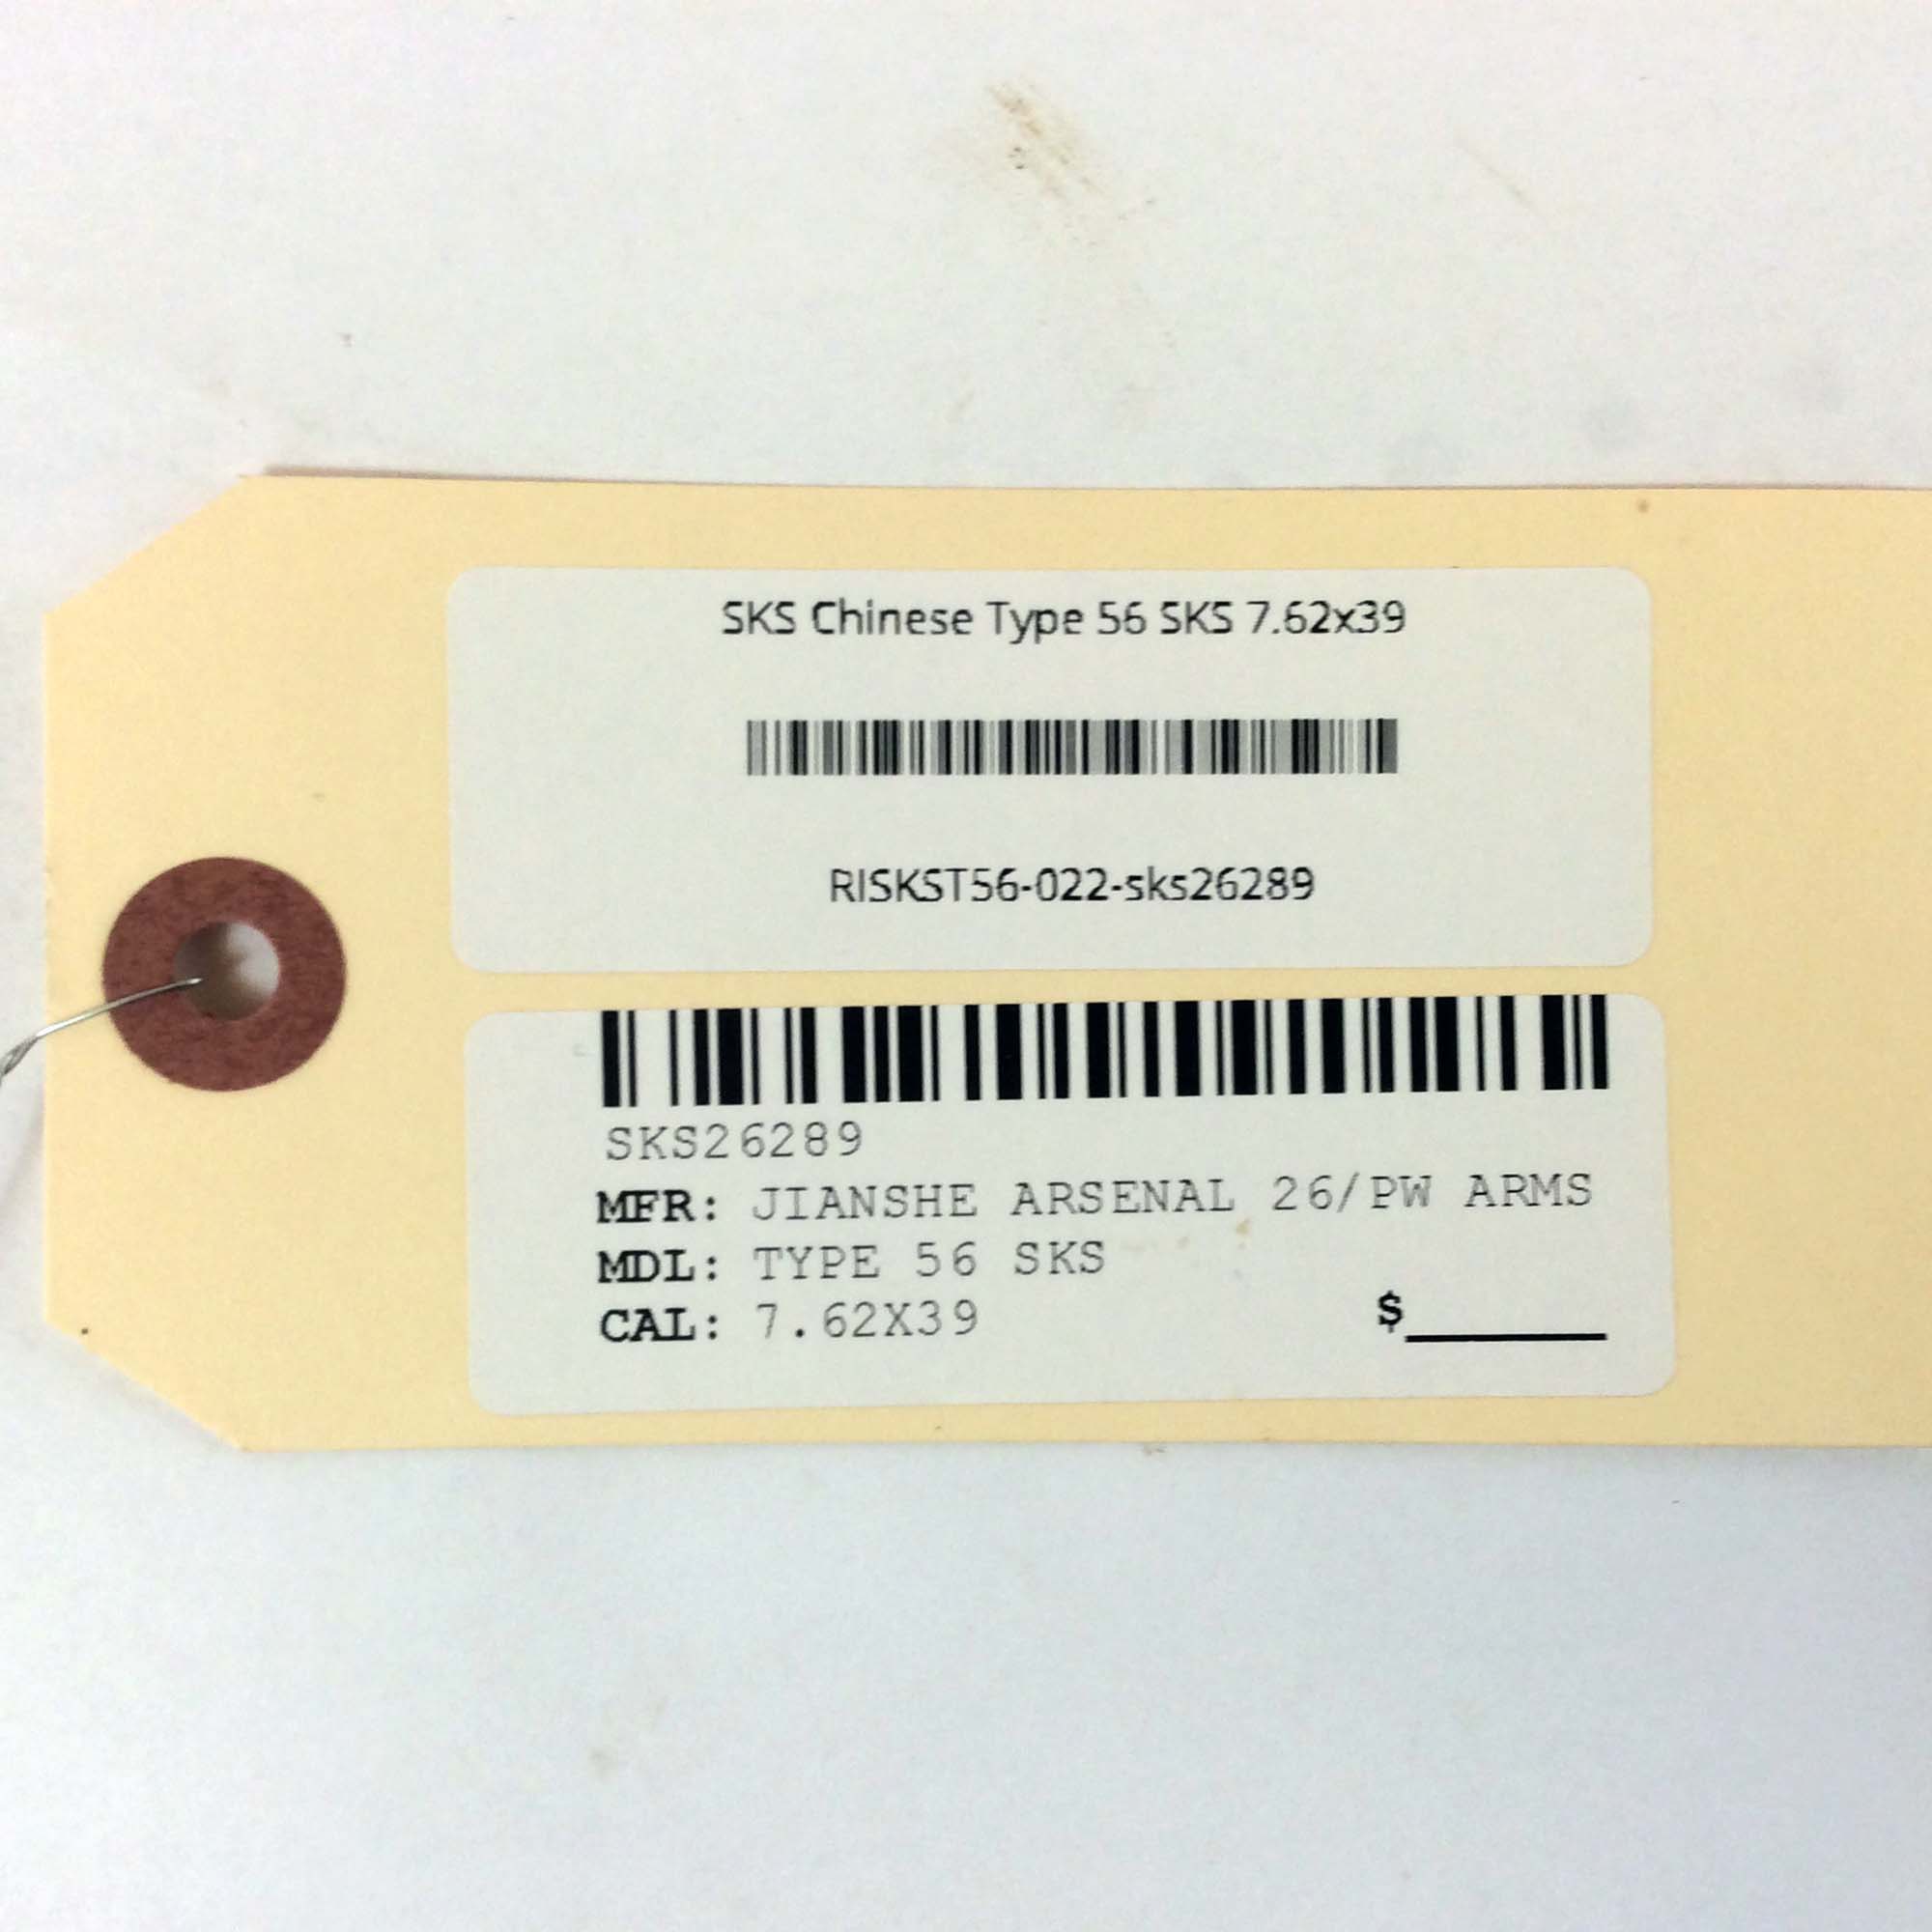 SKS Chinese Type 56 SKS 7.62x39
RISKST56-022-sks26289
SKS26289
MFR: JIANSHE ARSENAL 26/PW ARMS
MDL: TYPE 56 SKS
CAL: 7.62X39
$